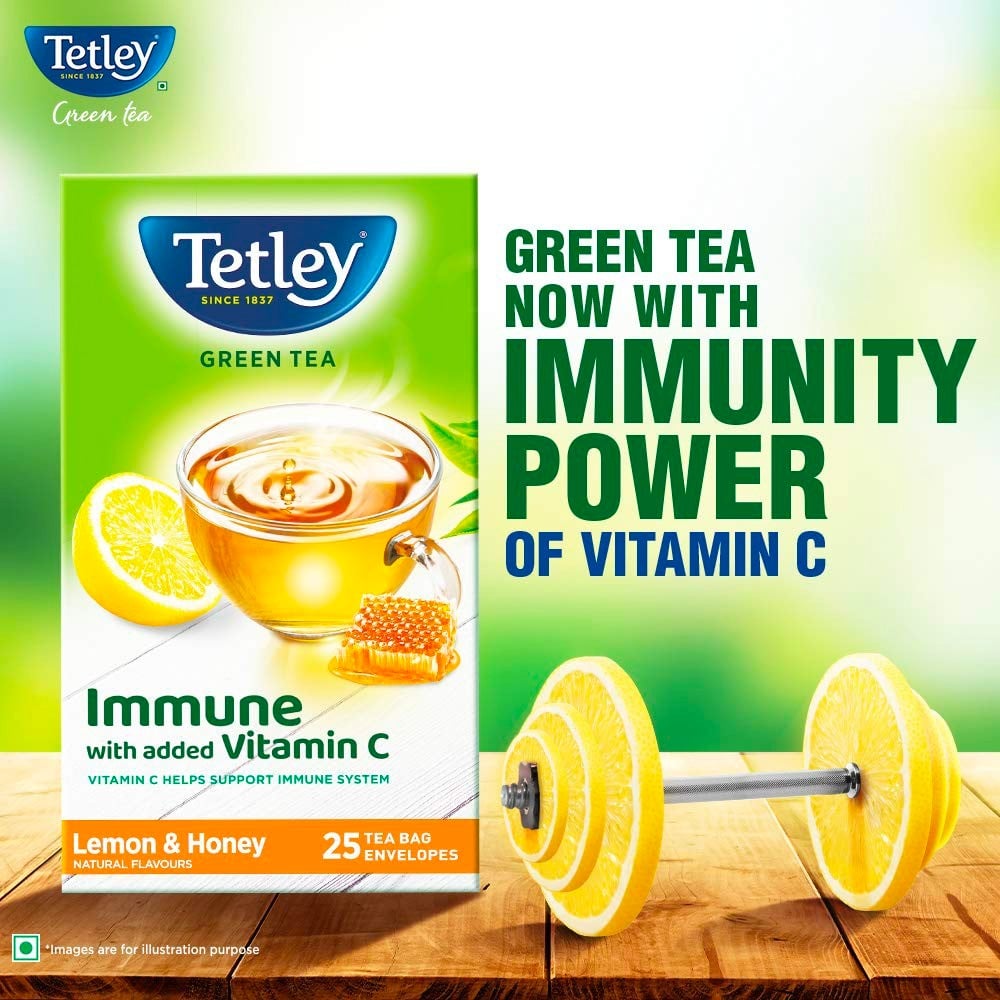 Tetley®
SINCE 1837
Green tea
Tetley®
SINCE 1837
GREEN TEA
Immune
with added Vitamin C
VITAMIN C HELPS SUPPORT IMMUNE SYSTEM
Lemon & Honey
NATURAL FLAVOURS
25 TEA BAG
ENVELOPES
GREEN TEA
NOW WITH
IMMUNITY
POWER
OF VITAMIN C
*Images are for illustration purpose